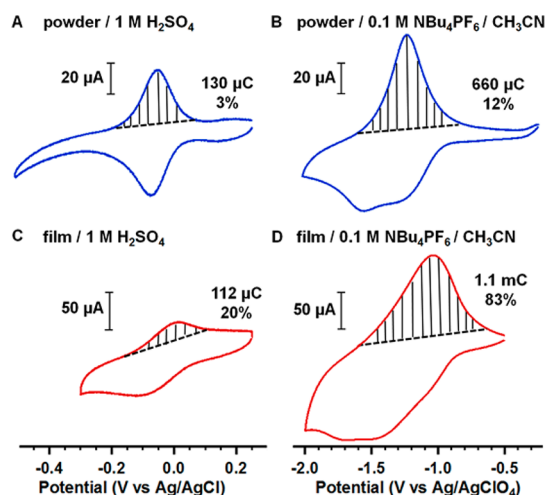 A powder / 1 M H₂SO₄
20 µA
130 µC
3%
B powder / 0.1 M NBu₄PF₆ / CH₃CN
20 µA
660 µC
12%
C film / 1 M H₂SO₄
50 µA
112 µC
20%
D film / 0.1 M NBu₄PF₆ / CH₃CN
50 µA
1.1 mC
83%
-0.4 -0.2 0.0 0.2
Potential (V vs Ag/AgCl)
-2.0 -1.5 -1.0 -0.5
Potential (V vs Ag/AgClO₄)